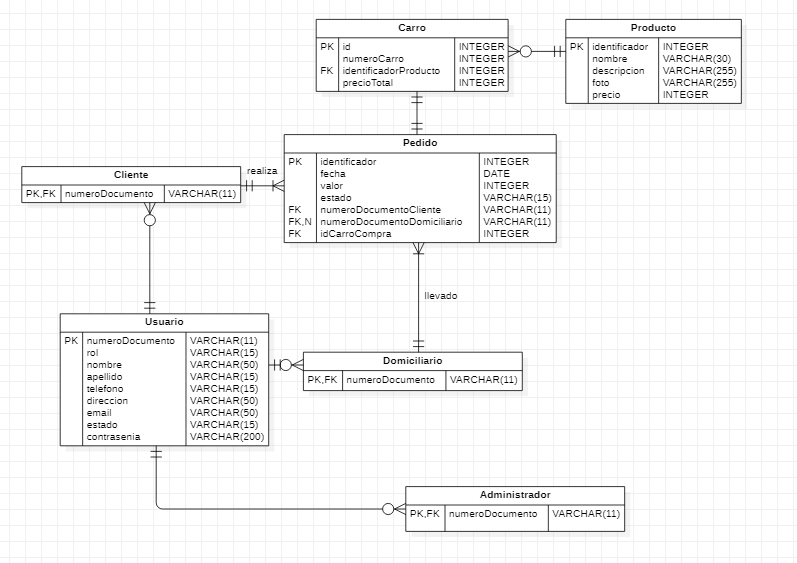 Carro
PK id INTEGER
numeroCarro INTEGER
FK identificadorProducto INTEGER
precioTotal INTEGER
Producto
PK identificador INTEGER
nombre VARCHAR(30)
descripcion VARCHAR(255)
foto VARCHAR(255)
precio INTEGER
Pedido
PK identificador INTEGER
fecha DATE
valor INTEGER
estado VARCHAR(15)
FK numeroDocumentoCliente VARCHAR(11)
FK,N numeroDocumentoDomiciliario VARCHAR(11)
FK idCarroCompra INTEGER
Cliente
PK,FK numeroDocumento VARCHAR(11)
realiza
llevado
Usuario
PK numeroDocumento VARCHAR(11)
rol VARCHAR(15)
nombre VARCHAR(50)
apellido VARCHAR(15)
telefono VARCHAR(15)
direccion VARCHAR(50)
email VARCHAR(50)
estado VARCHAR(15)
contrasenia VARCHAR(200)
Domiciliario
PK,FK numeroDocumento VARCHAR(11)
Administrador
PK,FK numeroDocumento VARCHAR(11)